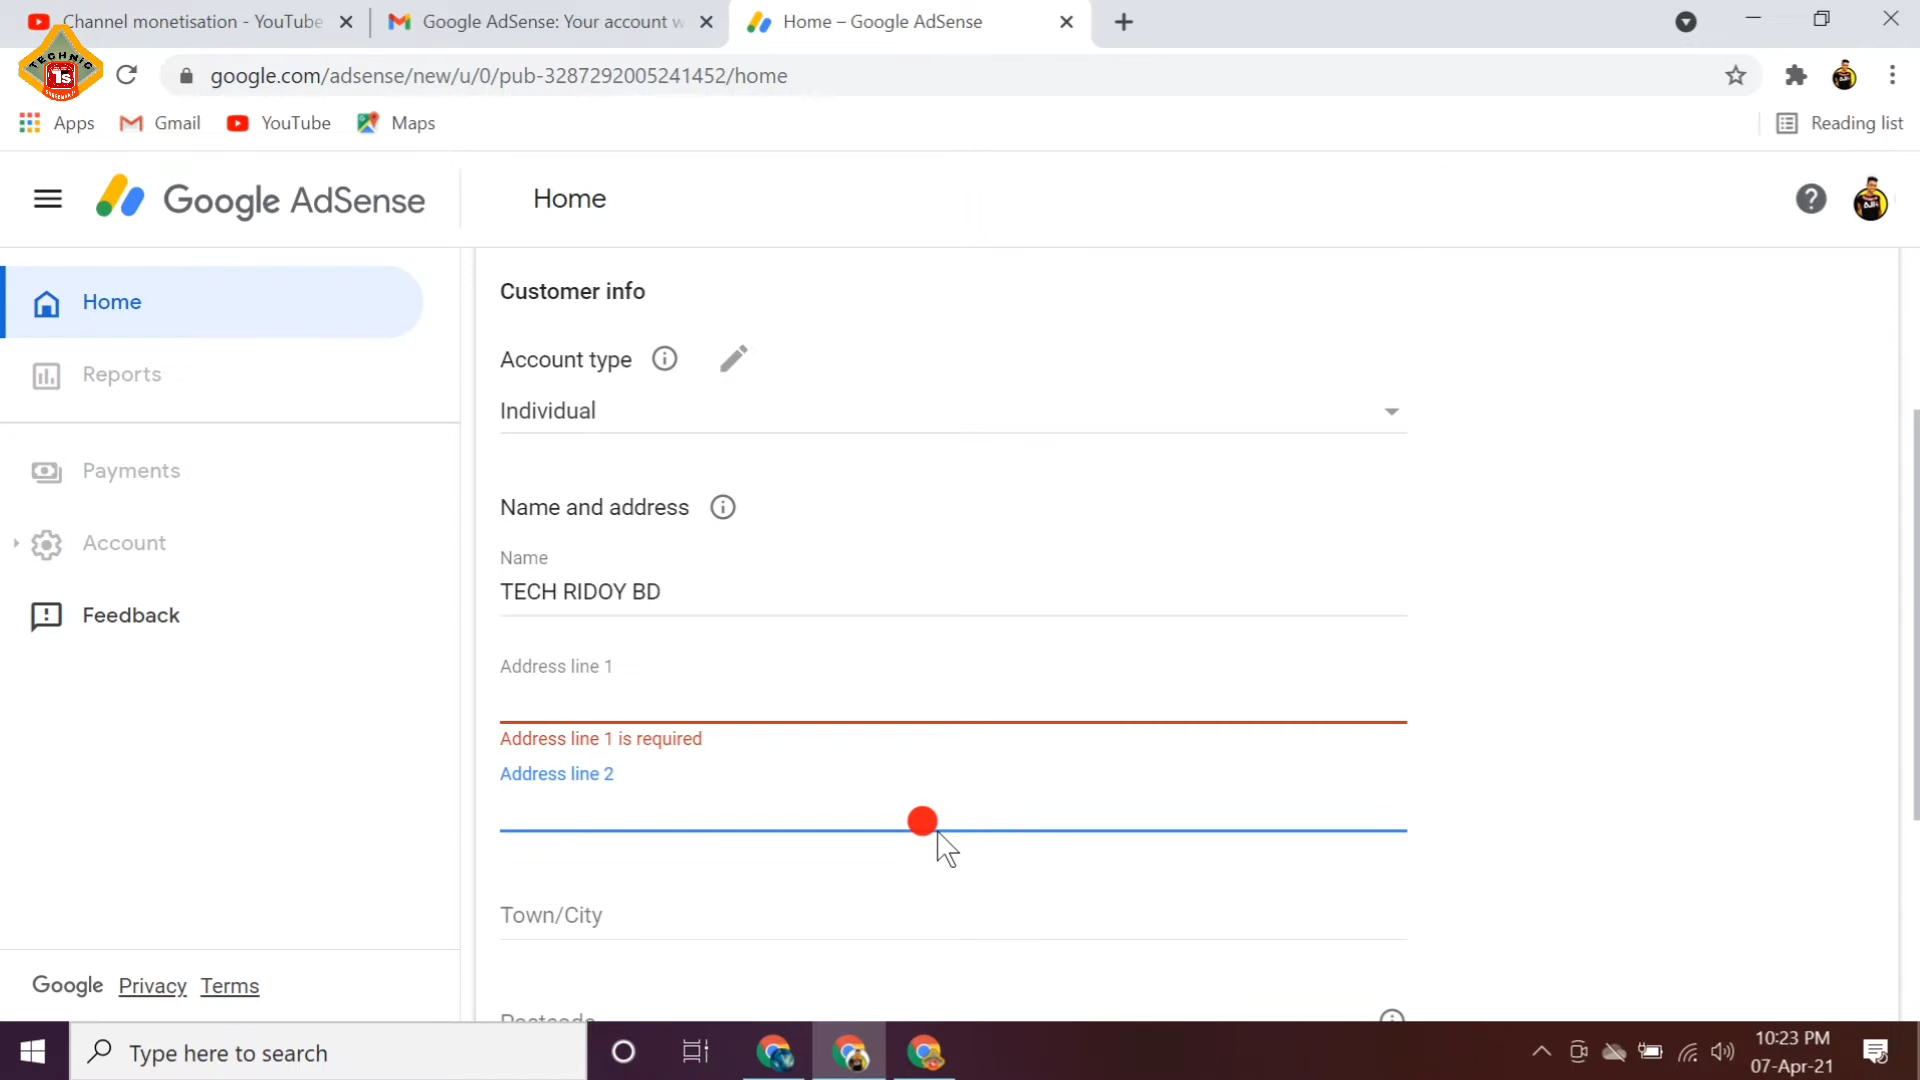 Channel monetisation - YouTube
Google AdSense: Your account w
Home – Google AdSense
TECHNIC
1s
google.com/adsense/new/u/0/pub-3287292005241452/home
Apps
Gmail
YouTube
Maps
Reading list
Google AdSense
Home
Home
Reports
Payments
Account
Feedback
Google Privacy Terms
Customer info
Account type
Individual
Name and address
Name
TECH RIDOY BD
Address line 1
Address line 1 is required
Address line 2
Town/City
Postcode
Type here to search
10:23 PM
07-Apr-21